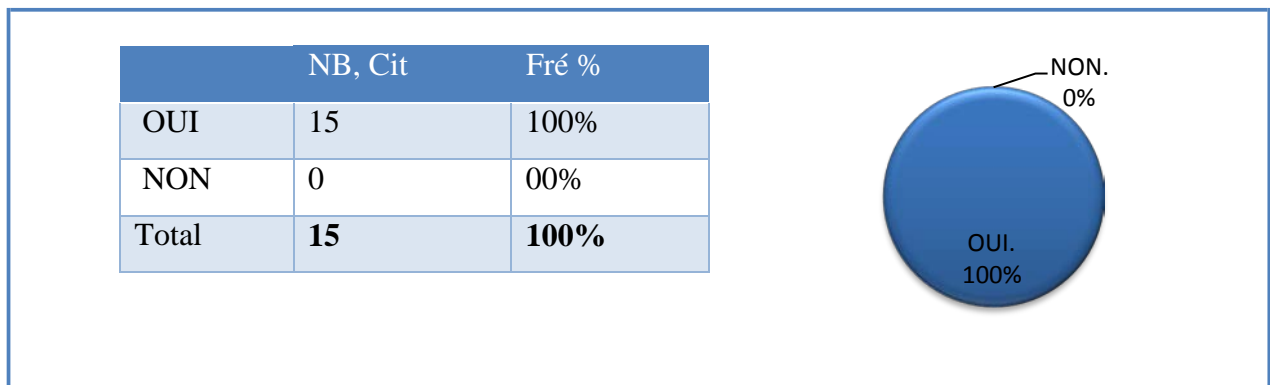 NB, Cit Fré %
OUI 15 100%
NON 0 00%
Total 15 100%
NON.
0%
OUI.
100%